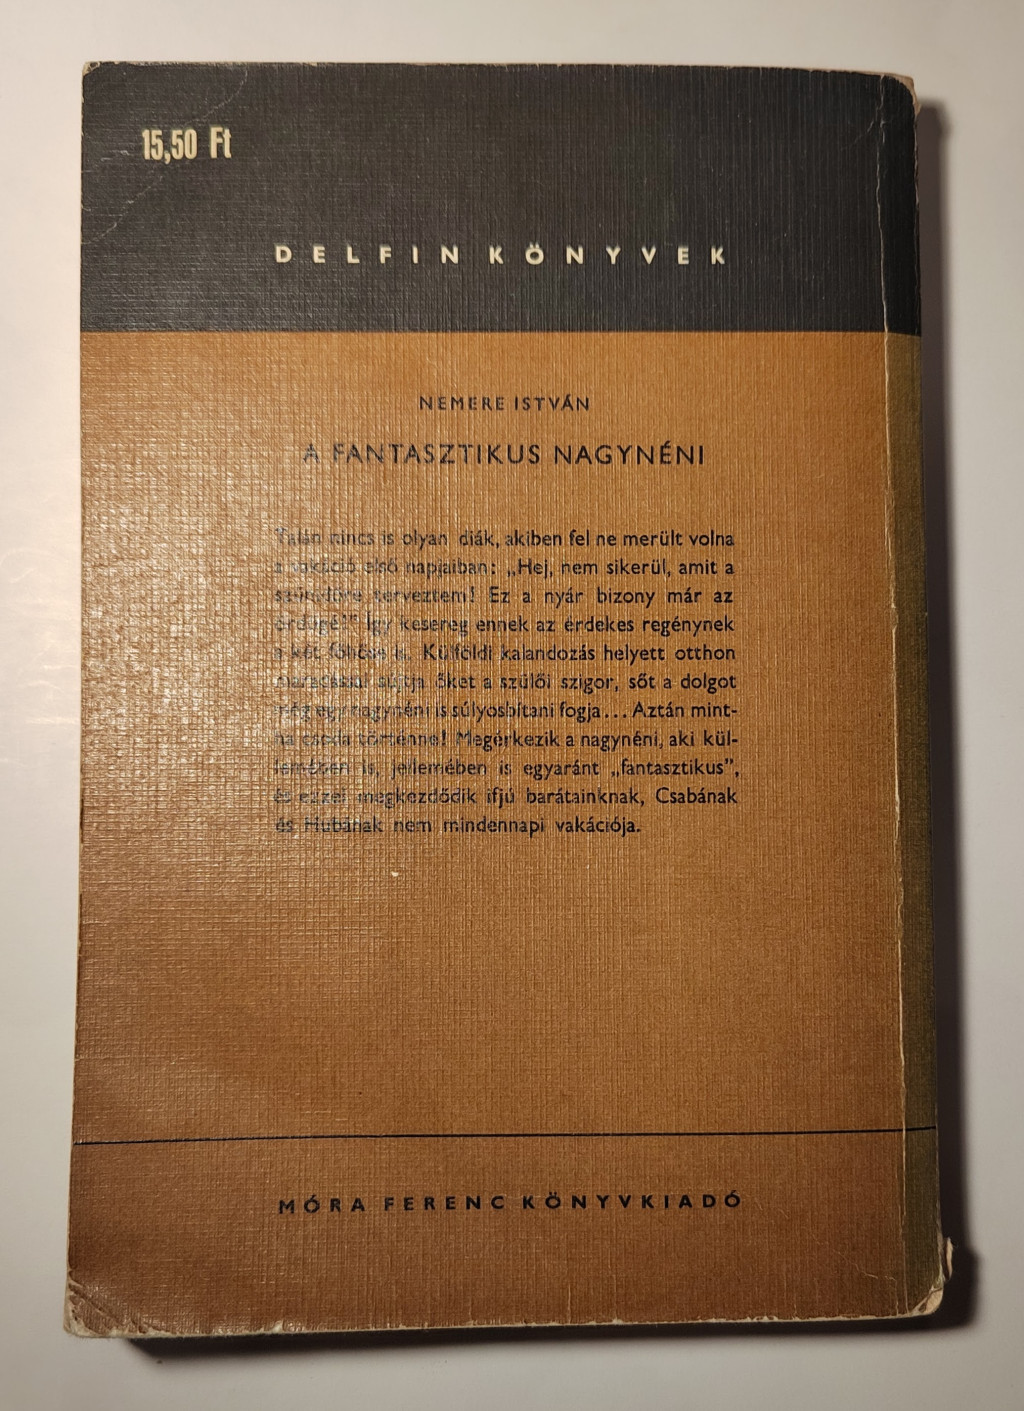 15,50 Ft
DELFIN KÖNYVEK
NEMERE ISTVÁN
A FANTASZTIKUS NAGYNÉNI
Talán nincs is olyan diák, akiben fel ne merült volna
a vakáció első napjaiban: „Hej, nem sikerül, amit a
szünidőre terveztem! Ez a nyár bizony már az
ördögé!" Így kesereg ennek az érdekes regénynek
a két főhőse is. Külföldi kalandozás helyett otthon
maradással sújtja őket a szülői szigor, sőt a dolgot
még egy nagynéni is súlyosbítani fogja... Aztán mint-
ha csoda történne! Megérkezik a nagynéni, aki kül-
lemében is, jellemében is egyaránt „fantasztikus",
és ezzel megkezdődik ifjú barátainknak, Csabának
és Hubának nem mindennapi vakációja.
MÓRA FERENC KÖNYVKIADÓ